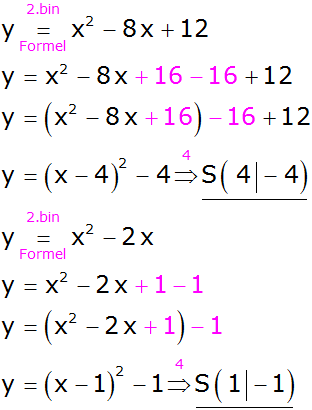 2.bin
y = x² − 8x + 12
Formel
y = x² − 8x + 16 − 16 + 12
y = (x² − 8x + 16) − 16 + 12
4
y = (x − 4)² − 4 ⇒ S( 4 | − 4)
2.bin
y = x² − 2x
Formel
y = x² − 2x + 1 − 1
y = (x² − 2x + 1) − 1
4
y = (x − 1)² − 1 ⇒ S( 1 | − 1)